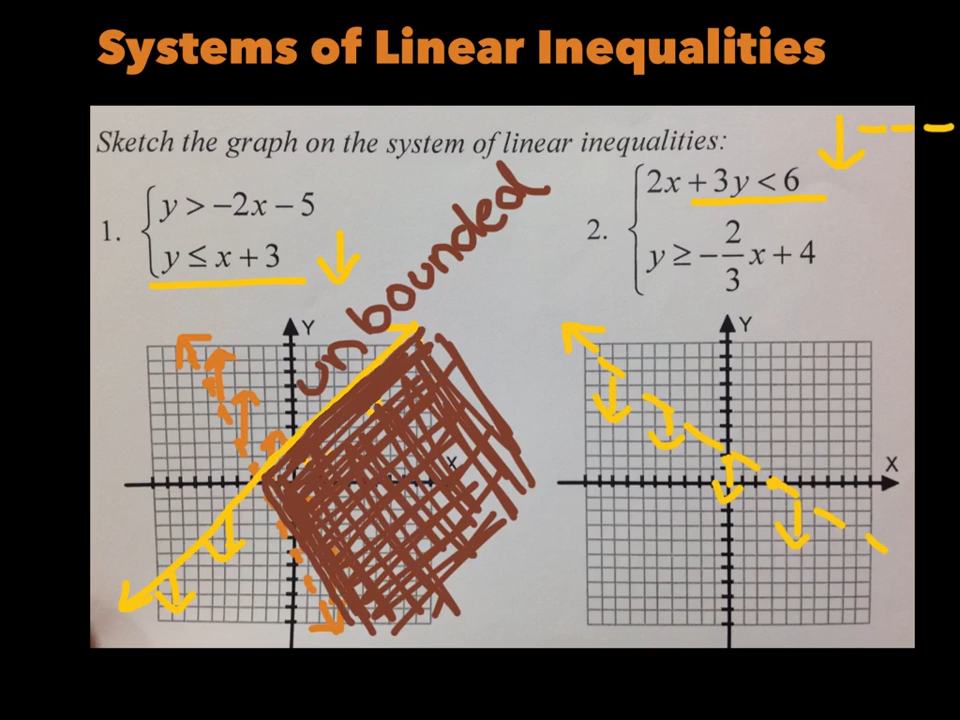 Systems of Linear Inequalities
Sketch the graph on the system of linear inequalities:
1. { y > −2x − 5
y ≤ x + 3
2. { 2x + 3y < 6
y ≥ −2/3 x + 4
unbounded
Y
X
Y
X